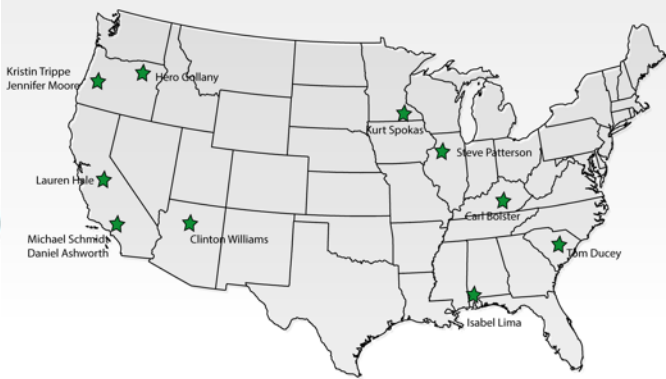 Kristin Trippe
Jennifer Moore
Hero Gollany
Kurt Spokas
Steve Patterson
Lauren Hale
Carl Bolster
Michael Schmidt
Daniel Ashworth
Clinton Williams
Tom Ducey
Isabel Lima